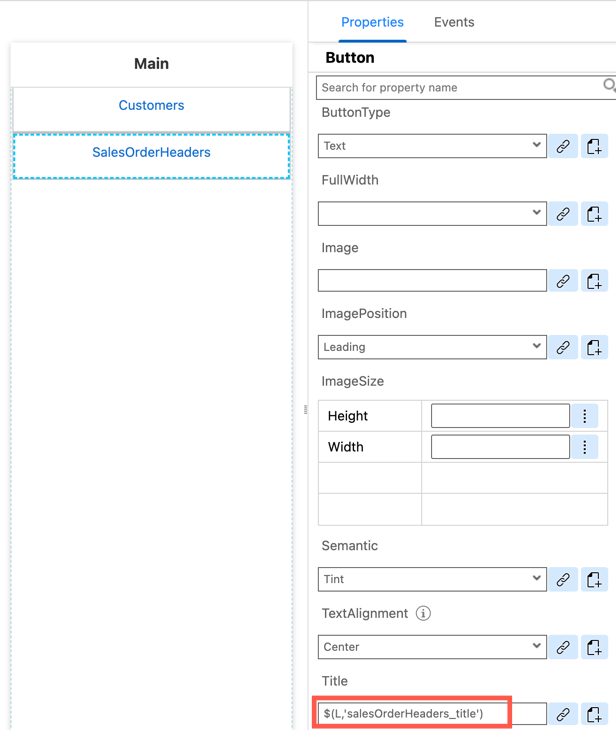 Properties
Events
Main
Customers
SalesOrderHeaders
Button
Search for property name
ButtonType
Text
FullWidth
Image
ImagePosition
Leading
ImageSize
Height
Width
Semantic
Tint
TextAlignment
Center
Title
$(L,'salesOrderHeaders_title')